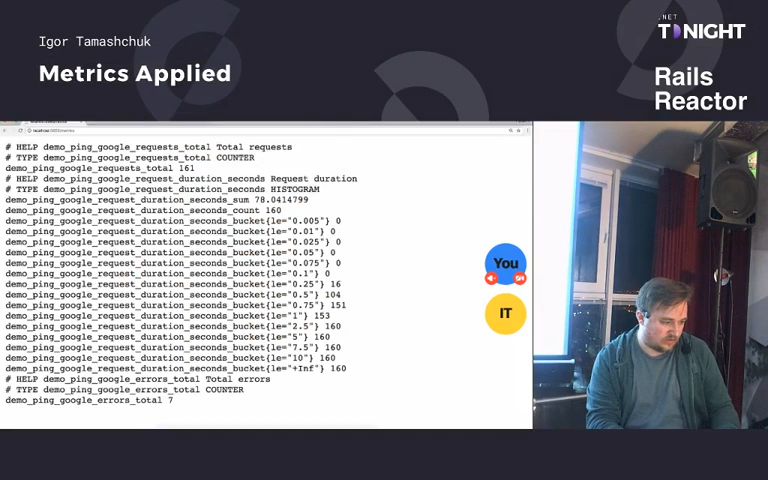 Igor Tamashchuk
Metrics Applied
.NET
TONIGHT
Rails
Reactor
# HELP demo_ping_google_requests_total Total requests
# TYPE demo_ping_google_requests_total COUNTER
demo_ping_google_requests_total 161
# HELP demo_ping_google_request_duration_seconds Request duration
# TYPE demo_ping_google_request_duration_seconds HISTOGRAM
demo_ping_google_request_duration_seconds_sum 78.0414799
demo_ping_google_request_duration_seconds_count 160
demo_ping_google_request_duration_seconds_bucket{le="0.005"} 0
demo_ping_google_request_duration_seconds_bucket{le="0.01"} 0
demo_ping_google_request_duration_seconds_bucket{le="0.025"} 0
demo_ping_google_request_duration_seconds_bucket{le="0.05"} 0
demo_ping_google_request_duration_seconds_bucket{le="0.075"} 0
demo_ping_google_request_duration_seconds_bucket{le="0.1"} 0
demo_ping_google_request_duration_seconds_bucket{le="0.25"} 16
demo_ping_google_request_duration_seconds_bucket{le="0.5"} 104
demo_ping_google_request_duration_seconds_bucket{le="0.75"} 151
demo_ping_google_request_duration_seconds_bucket{le="1"} 153
demo_ping_google_request_duration_seconds_bucket{le="2.5"} 160
demo_ping_google_request_duration_seconds_bucket{le="5"} 160
demo_ping_google_request_duration_seconds_bucket{le="7.5"} 160
demo_ping_google_request_duration_seconds_bucket{le="10"} 160
demo_ping_google_request_duration_seconds_bucket{le="+Inf"} 160
# HELP demo_ping_google_errors_total Total errors
# TYPE demo_ping_google_errors_total COUNTER
demo_ping_google_errors_total 7
You
IT